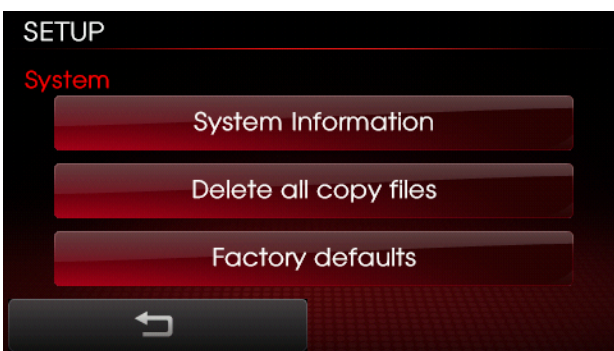 SETUP
System
System Information
Delete all copy files
Factory defaults